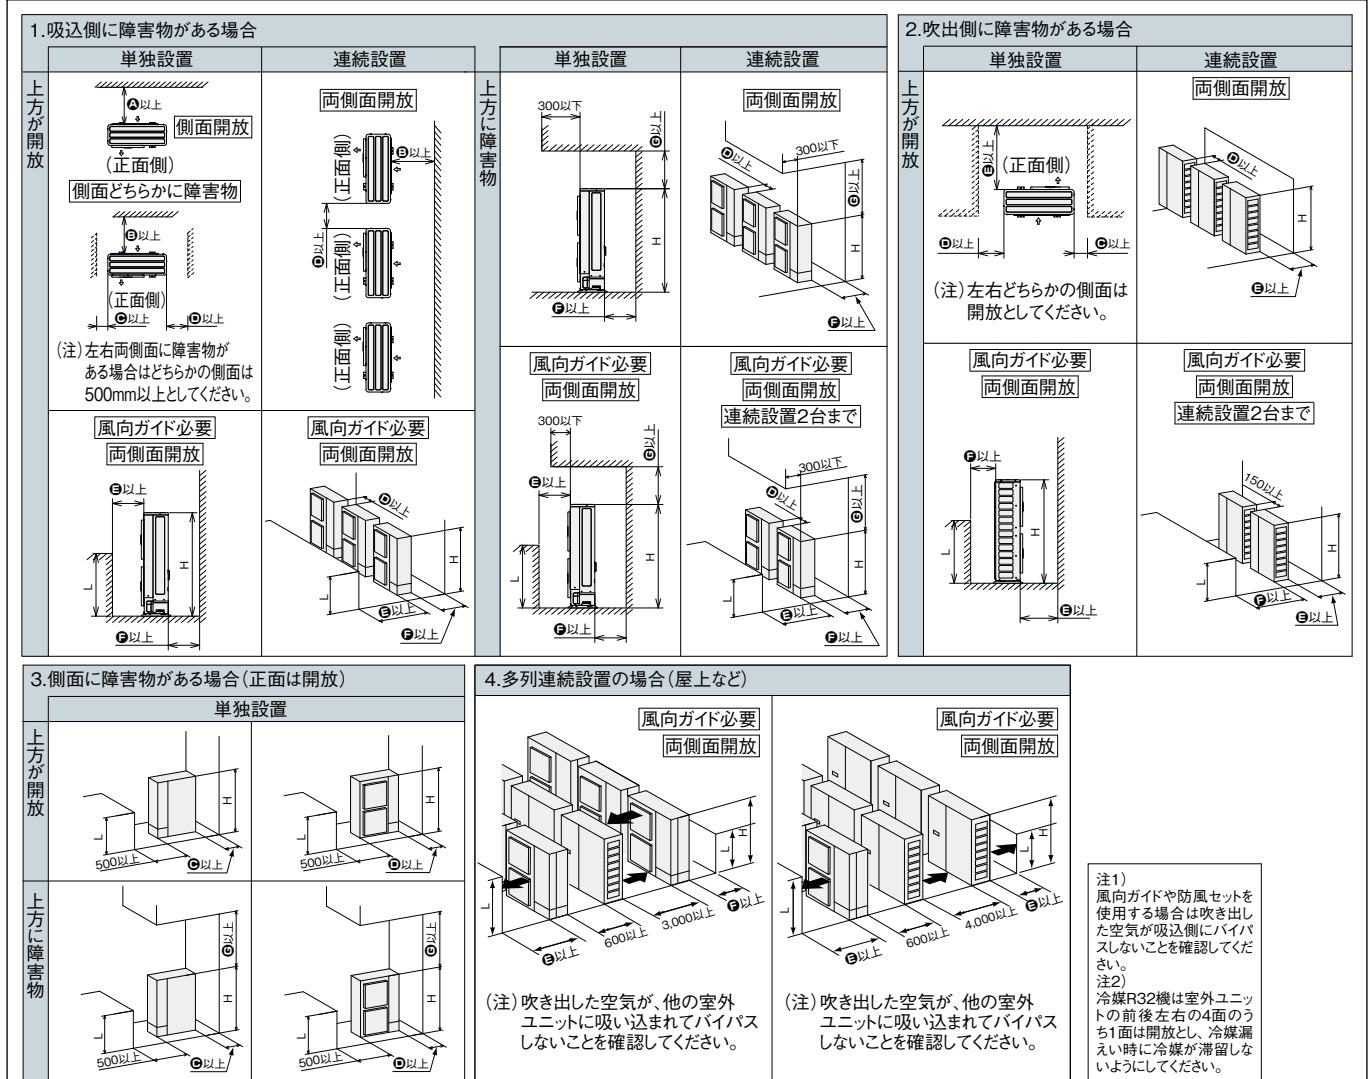 1.吸込側に障害物がある場合
単独設置
連続設置
上方が開放
Ⓐ以上
側面開放
(正面側)
側面どちらかに障害物
Ⓑ以上
(正面側)
Ⓒ以上
Ⓓ以上
(注)左右両側面に障害物が
ある場合はどちらかの側面は
500mm以上としてください。
両側面開放
(正面側)
Ⓑ以上
Ⓓ以上
(正面側)
(正面側)
風向ガイド必要
両側面開放
Ⓔ以上
L
H
Ⓕ以上
風向ガイド必要
両側面開放
Ⓓ以上
H
L
Ⓔ以上
Ⓕ以上
単独設置
連続設置
上方に障害物
300以下
Ⓖ以上
H
Ⓕ以上
両側面開放
300以下
Ⓓ以上
Ⓖ以上
H
Ⓕ以上
風向ガイド必要
両側面開放
300以下
Ⓖ以上
Ⓔ以上
L
H
Ⓕ以上
風向ガイド必要
両側面開放
連続設置2台まで
300以下
Ⓓ以上
Ⓖ以上
H
L
Ⓔ以上
Ⓕ以上
2.吹出側に障害物がある場合
単独設置
連続設置
上方が開放
Ⓔ以上
(正面側)
Ⓓ以上
Ⓒ以上
(注)左右どちらかの側面は
開放としてください。
両側面開放
Ⓓ以上
H
Ⓔ以上
風向ガイド必要
両側面開放
Ⓕ以上
L
H
Ⓔ以上
風向ガイド必要
両側面開放
連続設置2台まで
150以上
H
L
Ⓕ以上
Ⓔ以上
3.側面に障害物がある場合(正面は開放)
単独設置
上方が開放
L
H
500以上
Ⓒ以上
L
H
500以上
Ⓓ以上
上方に障害物
Ⓖ以上
L
H
500以上
Ⓒ以上
Ⓖ以上
L
H
500以上
Ⓓ以上
4.多列連続設置の場合(屋上など)
風向ガイド必要
両側面開放
H
L
L
Ⓕ以上
3,000以上
600以上
Ⓔ以上
(注)吹き出した空気が、他の室外
ユニットに吸い込まれてバイパス
しないことを確認してください。
風向ガイド必要
両側面開放
H
L
L
Ⓔ以上
4,000以上
600以上
Ⓔ以上
(注)吹き出した空気が、他の室外
ユニットに吸い込まれてバイパス
しないことを確認してください。
注1)
風向ガイドや防風セットを
使用する場合は吹き出し
た空気が吸込側にバイパ
スしないことを確認してくだ
さい。
注2)
冷媒R32機は室外ユニッ
トの前後左右の4面のう
ち1面は開放とし、冷媒漏
えい時に冷媒が滞留しな
いようにしてください。